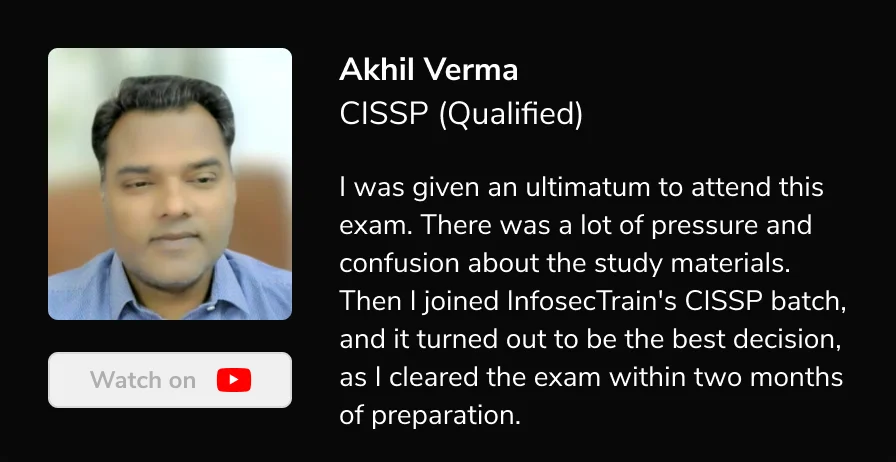 Akhil Verma
CISSP (Qualified)
I was given an ultimatum to attend this
exam. There was a lot of pressure and
confusion about the study materials.
Then I joined InfosecTrain's CISSP batch,
and it turned out to be the best decision,
as I cleared the exam within two months
of preparation.
Watch on